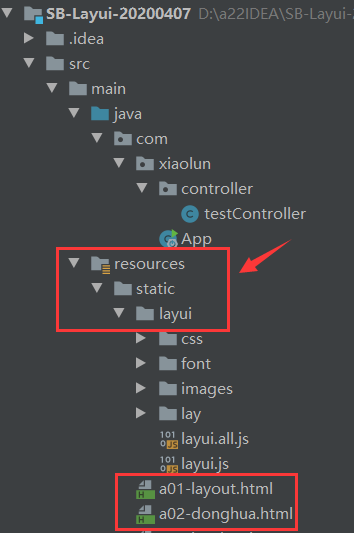 SB-Layui-20200407 D:\a22IDEA\SB-Layui-
.idea
src
main
java
com
xiaolun
controller
testController
App
resources
static
layui
css
font
images
lay
layui.all.js
layui.js
a01-layout.html
a02-donghua.html